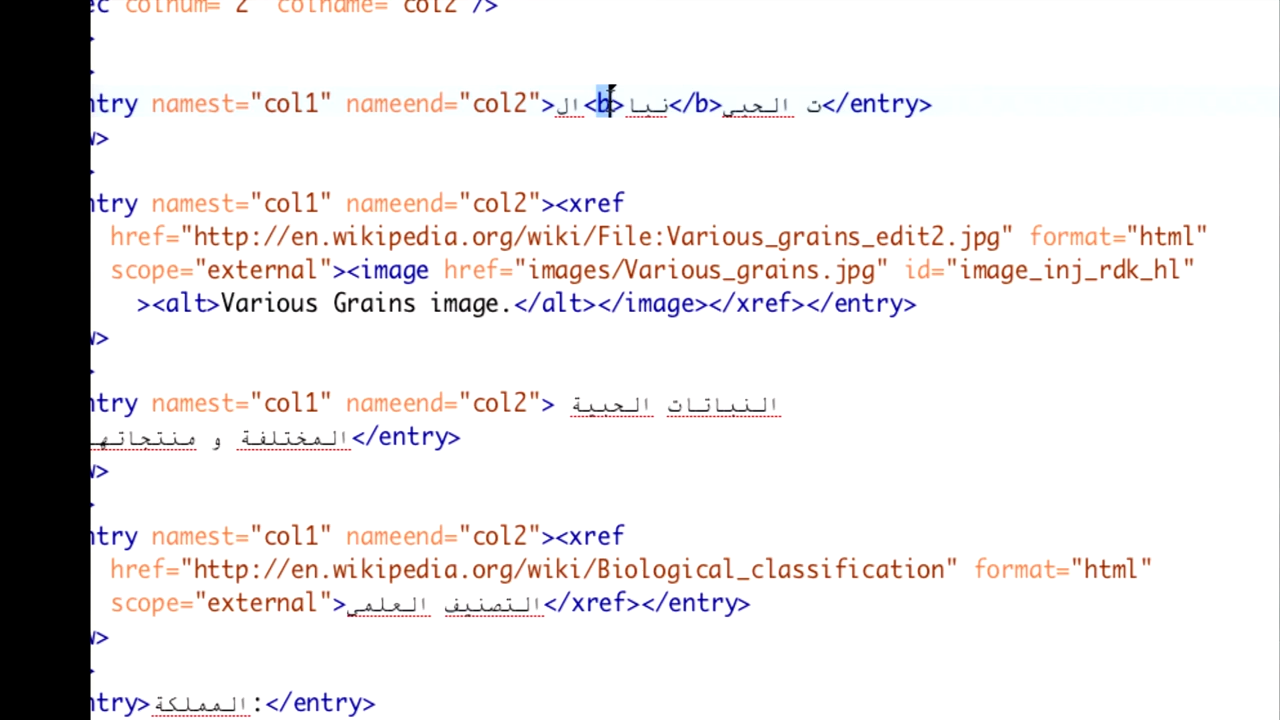 ec colnum="2" colname="col2"/>
>
>
ntry namest="col1" nameend="col2">ال<b>نبا</b>ت الحبي</entry>
w>
>
ntry namest="col1" nameend="col2"><xref
href="http://en.wikipedia.org/wiki/File:Various_grains_edit2.jpg" format="html"
scope="external"><image href="images/Various_grains.jpg" id="image_inj_rdk_hl"
><alt>Various Grains image.</alt></image></xref></entry>
w>
>
ntry namest="col1" nameend="col2"> النباتات الحبية
المختلفة و منتجاتها</entry>
w>
>
ntry namest="col1" nameend="col2"><xref
href="http://en.wikipedia.org/wiki/Biological_classification" format="html"
scope="external">التصنيف العلمي</xref></entry>
w>
>
ntry>المملكة:</entry>